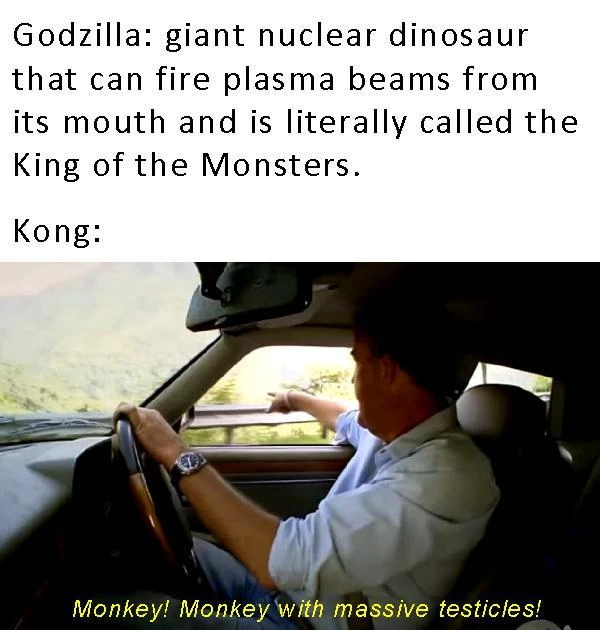 Godzilla: giant nuclear dinosaur
that can fire plasma beams from
its mouth and is literally called the
King of the Monsters.
Kong:
Monkey! Monkey with massive testicles!